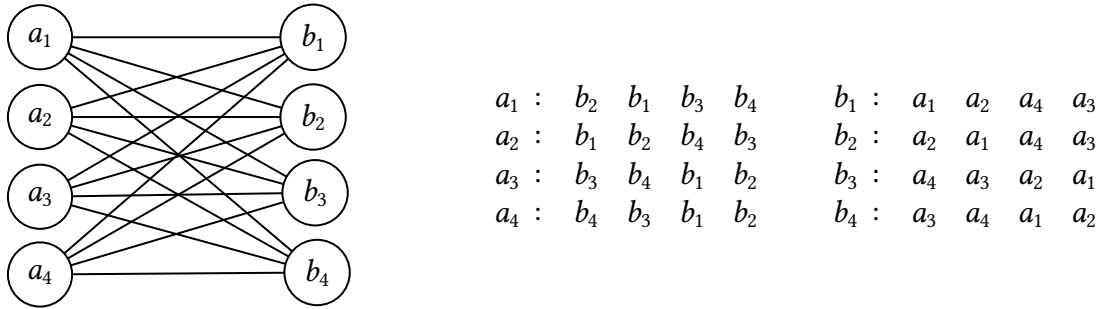 a₁ b₁
a₂ b₂
a₃ b₃
a₄ b₄
a₁ : b₂ b₁ b₃ b₄ b₁ : a₁ a₂ a₄ a₃
a₂ : b₁ b₂ b₄ b₃ b₂ : a₂ a₁ a₄ a₃
a₃ : b₃ b₄ b₁ b₂ b₃ : a₄ a₃ a₂ a₁
a₄ : b₄ b₃ b₁ b₂ b₄ : a₃ a₄ a₁ a₂